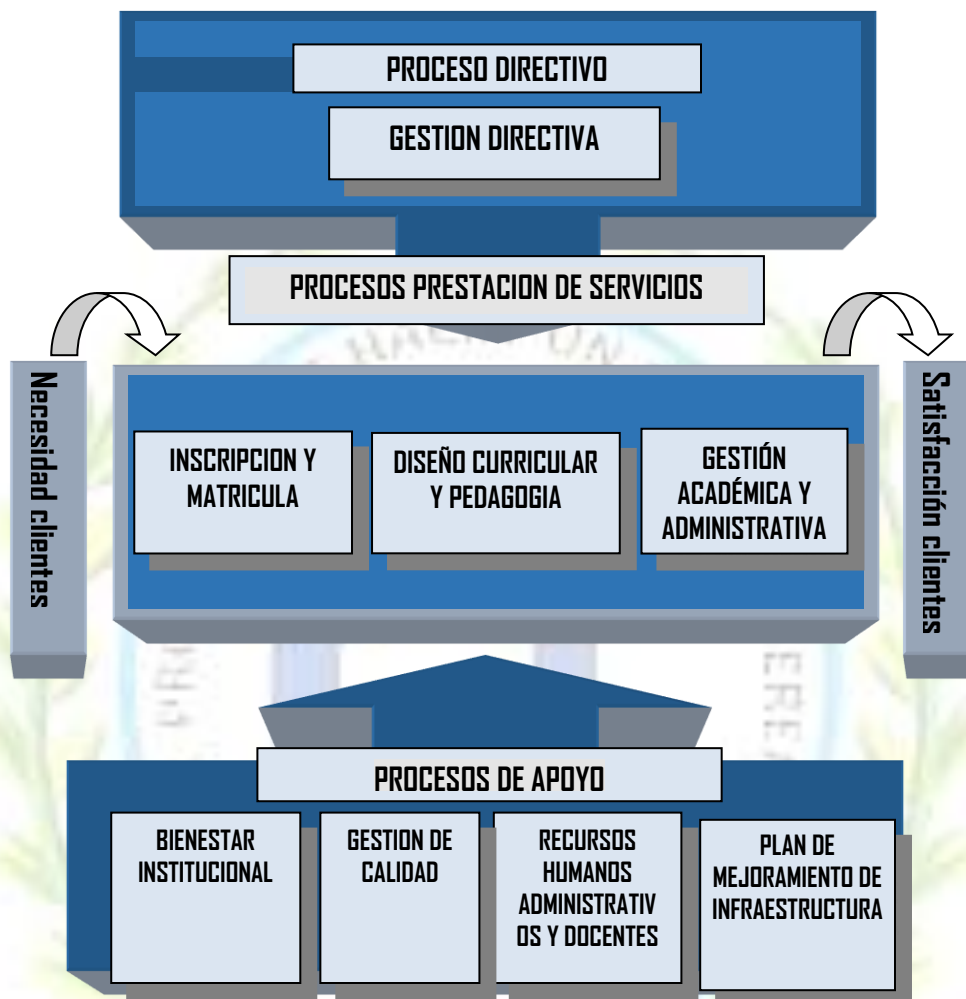 PROCESO DIRECTIVO
GESTION DIRECTIVA
PROCESOS PRESTACION DE SERVICIOS
Necesidad clientes
INSCRIPCION Y
MATRICULA
DISEÑO CURRICULAR
Y PEDAGOGIA
GESTIÓN
ACADÉMICA Y
ADMINISTRATIVA
Satisfacción clientes
PROCESOS DE APOYO
BIENESTAR
INSTITUCIONAL
GESTION DE
CALIDAD
RECURSOS
HUMANOS
ADMINISTRATIV
OS Y DOCENTES
PLAN DE
MEJORAMIENTO DE
INFRAESTRUCTURA